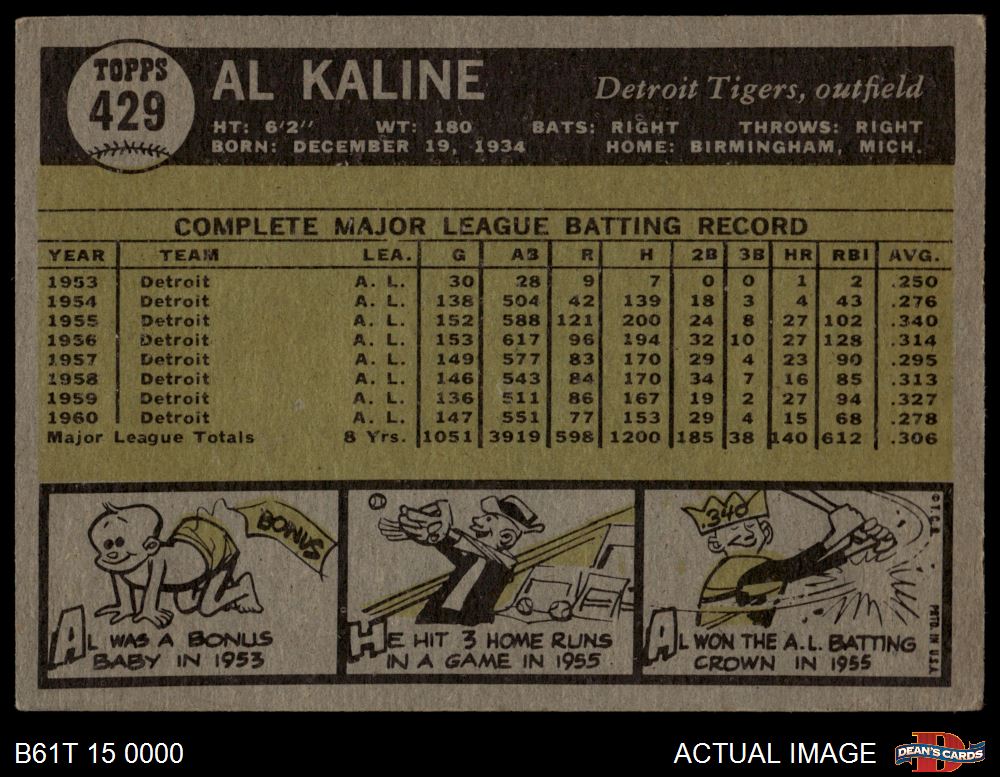 TOPPS
429
AL KALINE
Detroit Tigers, outfield
HT: 6'2" WT: 180 BATS: RIGHT THROWS: RIGHT
BORN: DECEMBER 19, 1934 HOME: BIRMINGHAM, MICH.
COMPLETE MAJOR LEAGUE BATTING RECORD
YEAR TEAM LEA. G AB R H 2B 3B HR RBI AVG.
1953 Detroit A. L. 30 28 9 7 0 0 1 2 .250
1954 Detroit A. L. 138 504 42 139 18 3 4 43 .276
1955 Detroit A. L. 152 588 121 200 24 8 27 102 .340
1956 Detroit A. L. 153 617 96 194 32 10 27 128 .314
1957 Detroit A. L. 149 577 83 170 29 4 23 90 .295
1958 Detroit A. L. 146 543 84 170 34 7 16 85 .313
1959 Detroit A. L. 136 511 86 167 19 2 27 94 .327
1960 Detroit A. L. 147 551 77 153 29 4 15 68 .278
Major League Totals 8 Yrs. 1051 3919 598 1200 185 38 140 612 .306
BONUS
AL WAS A BONUS
BABY IN 1953
HE HIT 3 HOME RUNS
IN A GAME IN 1955
.340
AL WON THE A.L. BATTING
CROWN IN 1955
© T.C.G.
PRTD. IN U.S.A.
B61T 15 0000
ACTUAL IMAGE
DEAN'S CARDS